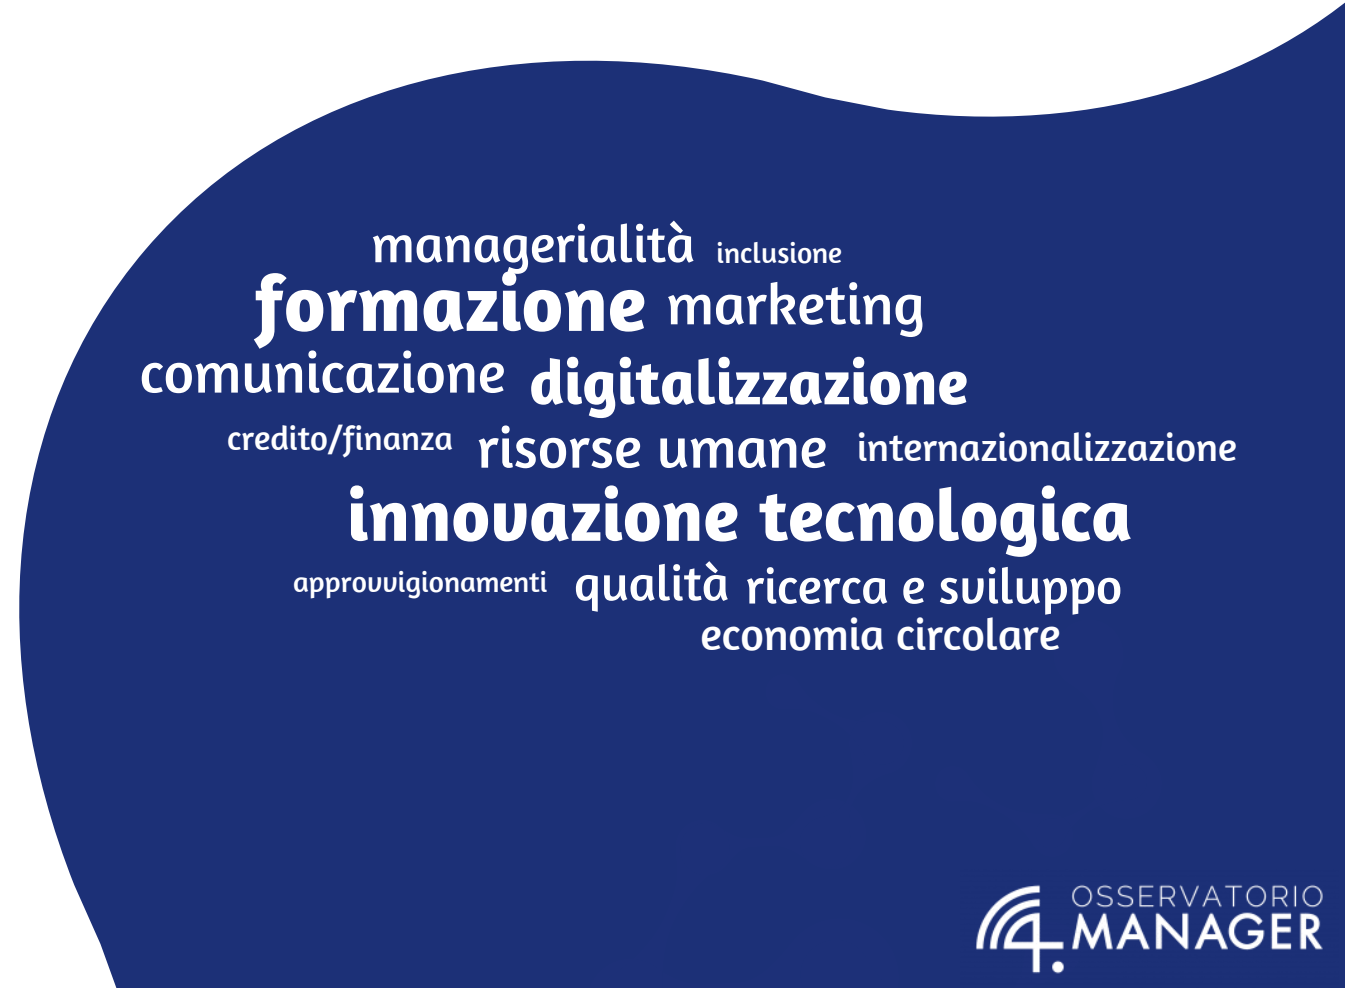 managerialità inclusione
formazione marketing
comunicazione digitalizzazione
credito/finanza risorse umane internazionalizzazione
innovazione tecnologica
approvvigionamenti qualità ricerca e sviluppo
economia circolare
OSSERVATORIO
4. MANAGER